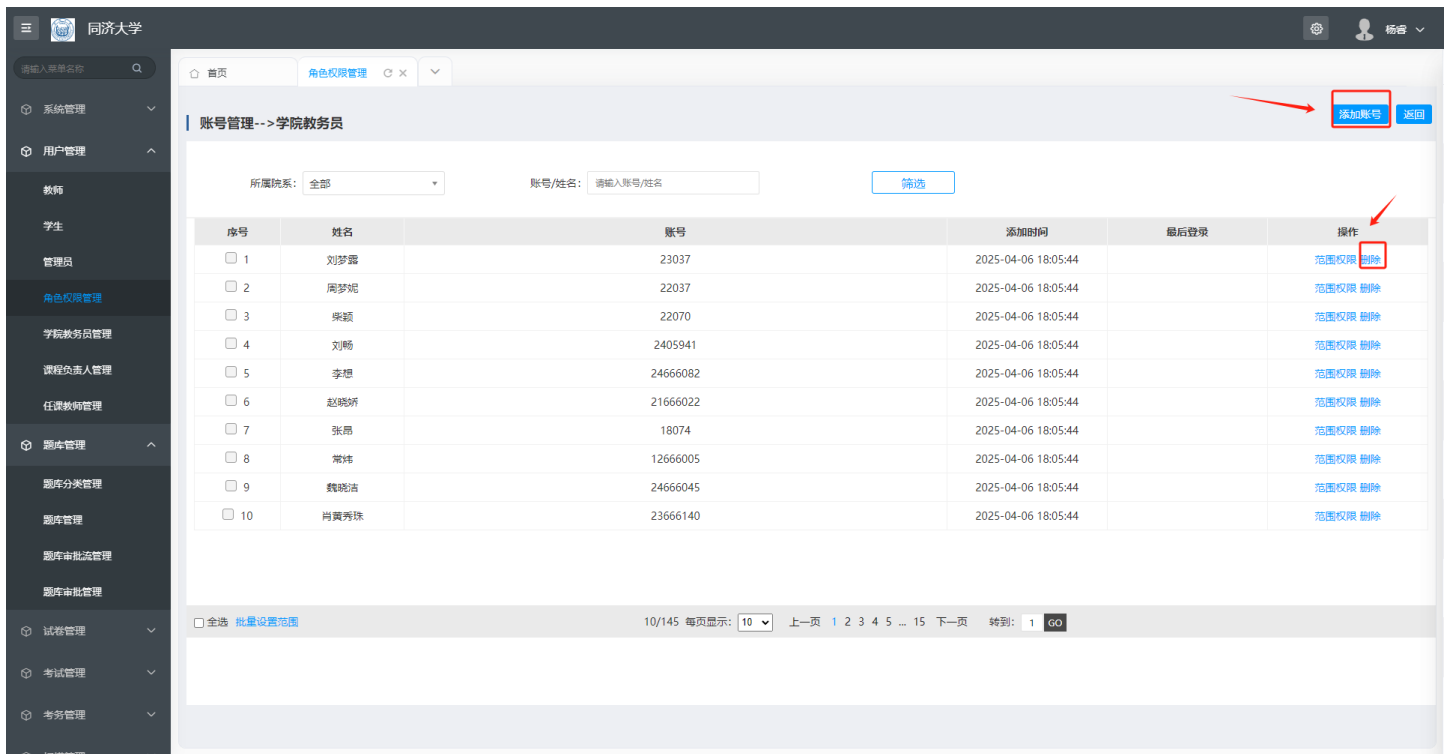 同济大学
杨睿
请输入菜单名称
首页
角色权限管理
系统管理
账号管理-->学院教务员
添加账号 返回
用户管理
教师
学生
管理员
角色权限管理
学院教务员管理
课程负责人管理
任课教师管理
题库管理
题库分类管理
题库管理
题库审批流管理
题库审批管理
试卷管理
考试管理
考务管理
所属院系: 全部 账号/姓名: 请输入账号/姓名 筛选
序号 姓名 账号 添加时间 最后登录 操作
1 刘梦露 23037 2025-04-06 18:05:44 范围权限 删除
2 周梦妮 22037 2025-04-06 18:05:44 范围权限 删除
3 柴颖 22070 2025-04-06 18:05:44 范围权限 删除
4 刘畅 2405941 2025-04-06 18:05:44 范围权限 删除
5 李想 24666082 2025-04-06 18:05:44 范围权限 删除
6 赵晓娇 21666022 2025-04-06 18:05:44 范围权限 删除
7 张昂 18074 2025-04-06 18:05:44 范围权限 删除
8 常炜 12666005 2025-04-06 18:05:44 范围权限 删除
9 魏晓洁 24666045 2025-04-06 18:05:44 范围权限 删除
10 肖黄秀珠 23666140 2025-04-06 18:05:44 范围权限 删除
全选 批量设置范围 10/145 每页显示: 10 上一页 1 2 3 4 5 ... 15 下一页 转到: 1 GO